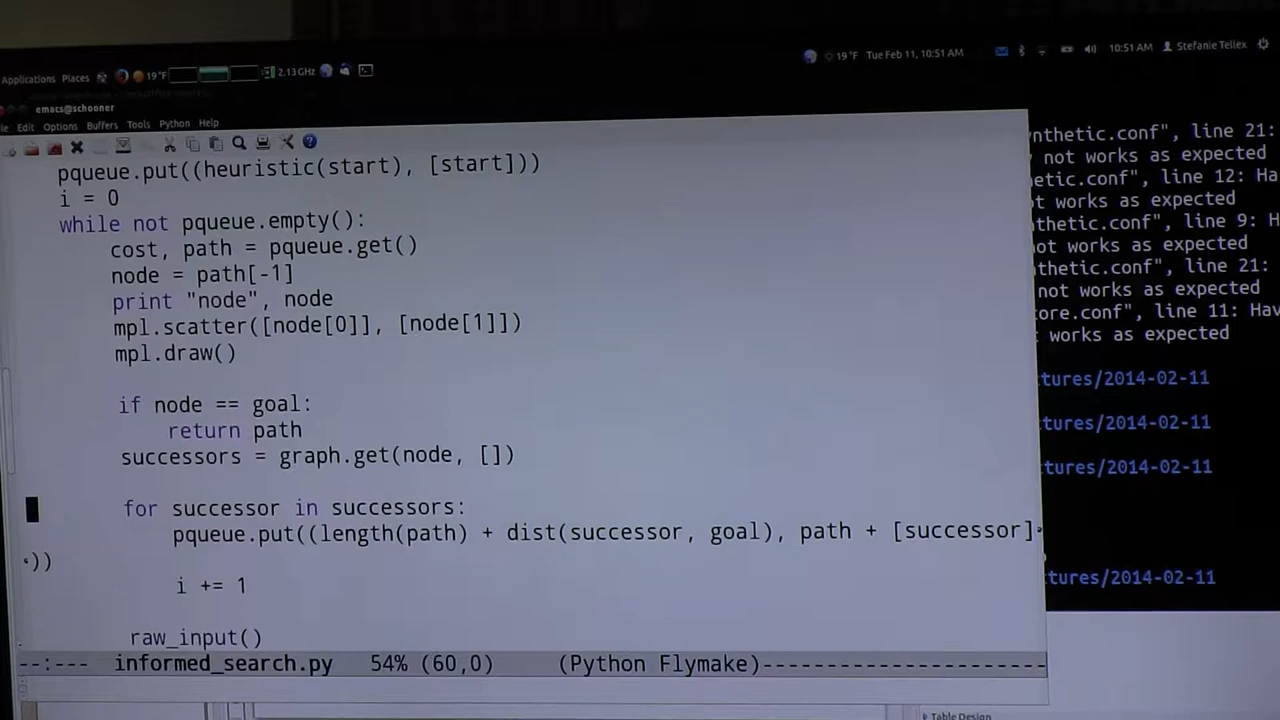 Applications Places 19°F 2.13 GHz 19°F Tue Feb 11, 10:51 AM 10:51 AM Stefanie Tellex
emacs@schooner
Edit Options Buffers Tools Python Help
pqueue.put((heuristic(start), [start]))
i = 0
while not pqueue.empty():
cost, path = pqueue.get()
node = path[-1]
print "node", node
mpl.scatter([node[0]], [node[1]])
mpl.draw()
if node == goal:
return path
successors = graph.get(node, [])
for successor in successors:
pqueue.put((length(path) + dist(successor, goal), path + [successor]
))
i += 1
raw_input()
--:--- informed_search.py 54% (60,0) (Python Flymake)----------------------
nthetic.conf", line 21:
not works as expected
etic.conf", line 12: Ha
ot works as expected
thetic.conf", line 9: H
not works as expected
thetic.conf", line 21:
not works as expected
ore.conf", line 11: Hav
works as expected
tures/2014-02-11
tures/2014-02-11
tures/2014-02-11
tures/2014-02-11
Table Design